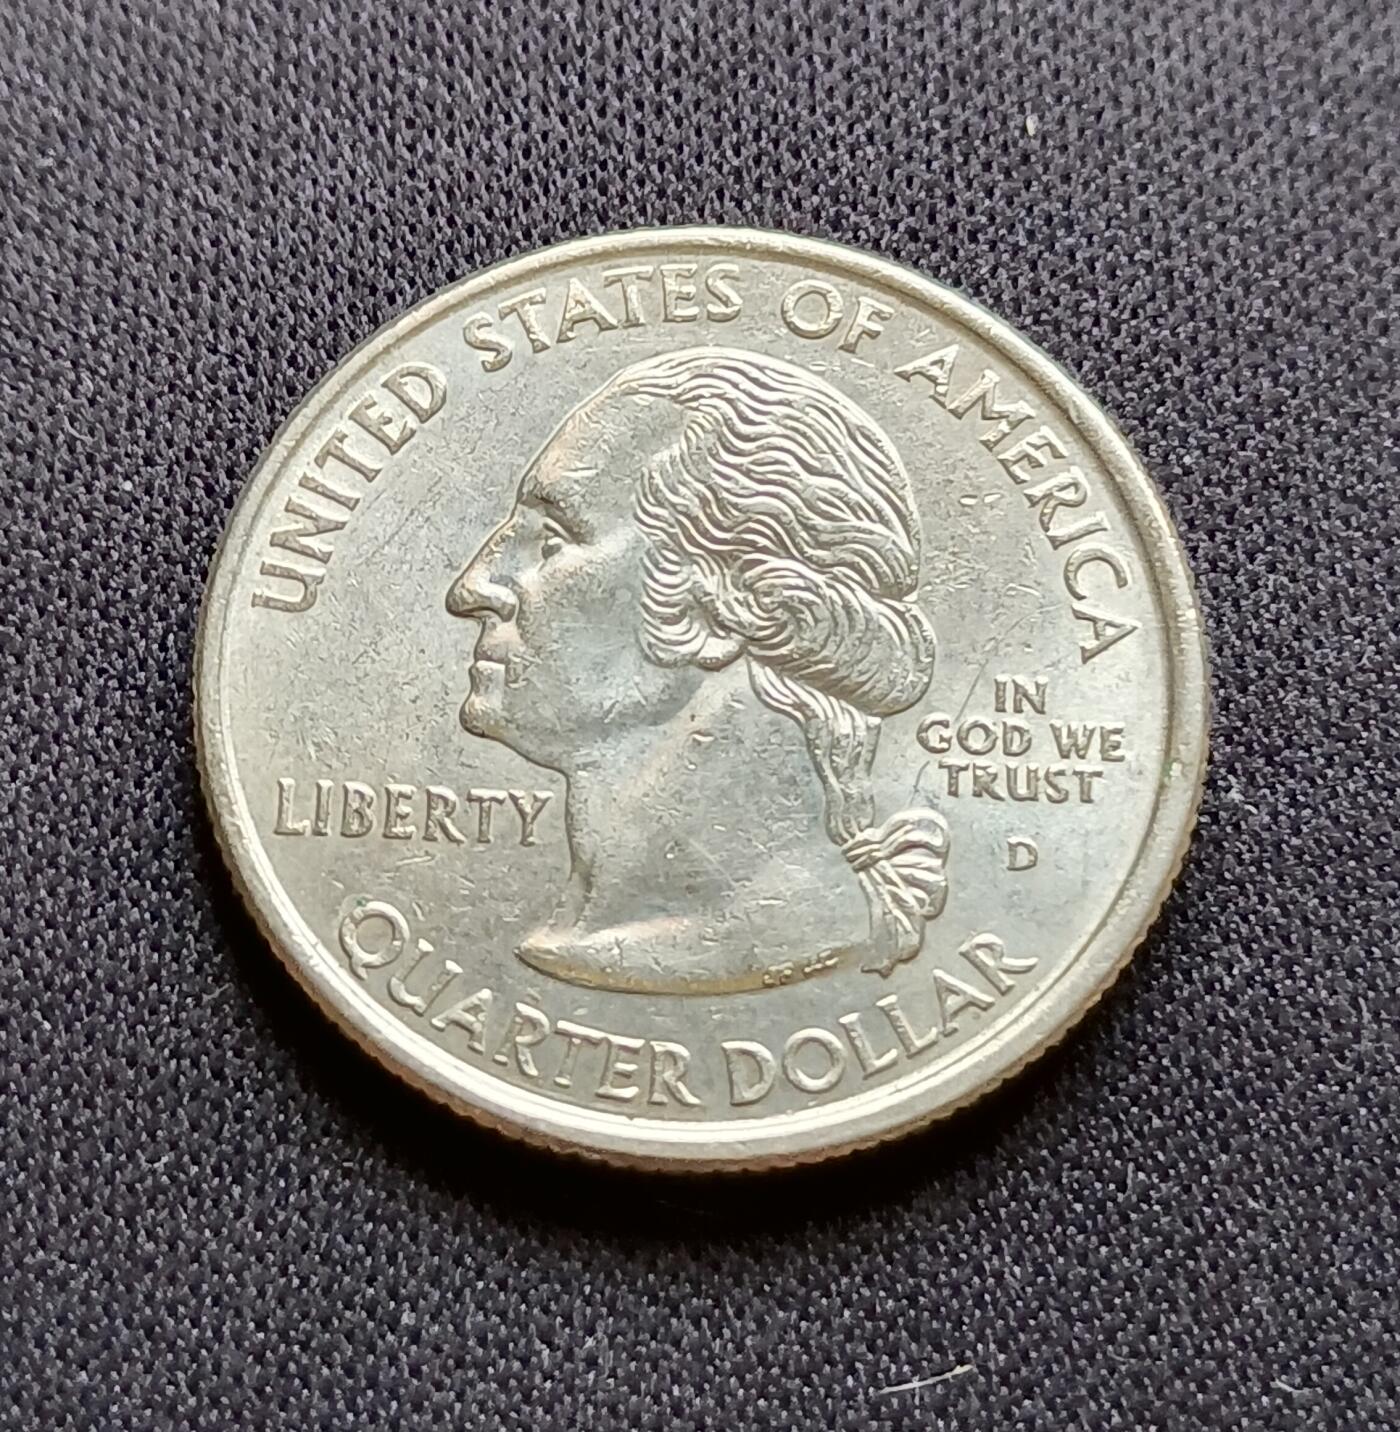 UNITED STATES OF AMERICA
LIBERTY
IN
GOD WE
TRUST
D
QUARTER DOLLAR